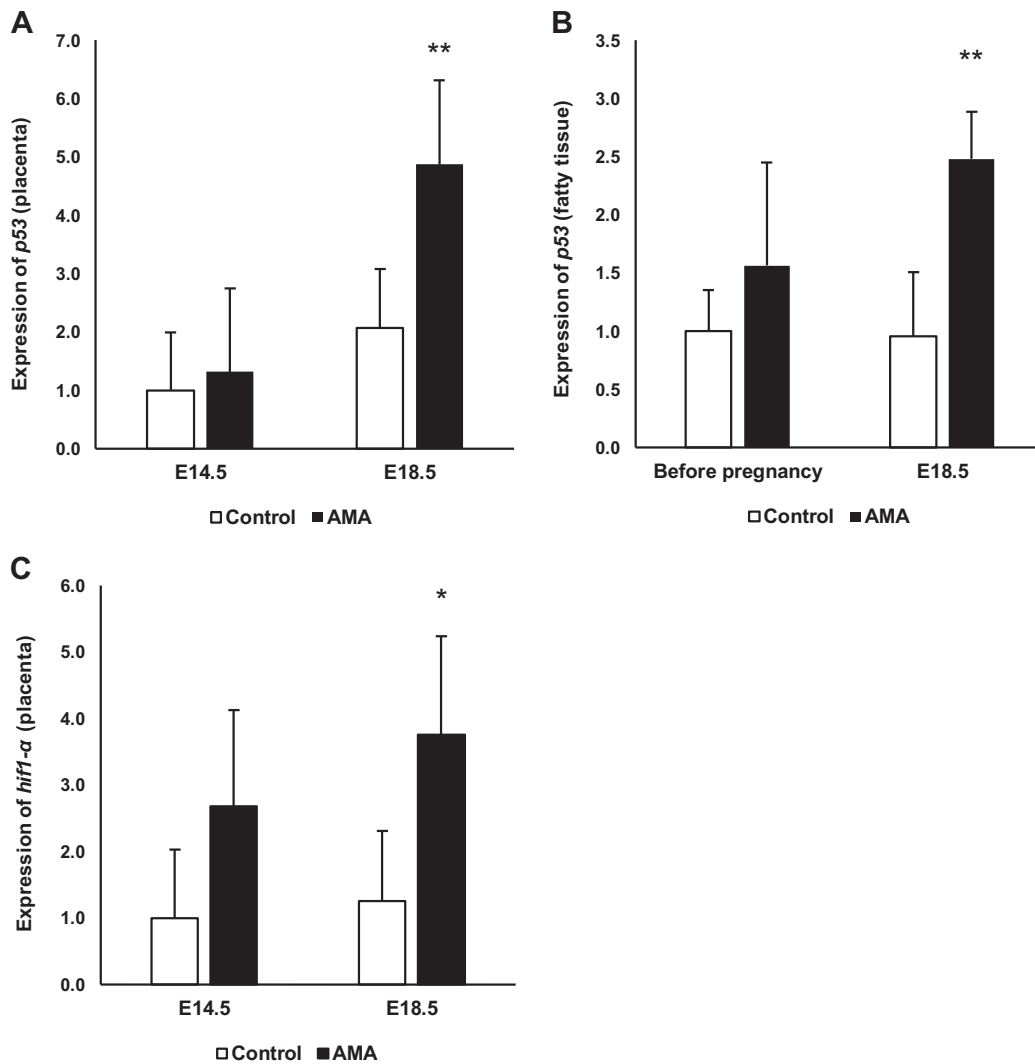 A
7.0
6.0
5.0
4.0
3.0
2.0
1.0
0.0
Expression of p53 (placenta)
**
E14.5 E18.5
Control AMA
B
3.5
3.0
2.5
2.0
1.5
1.0
0.5
0.0
Expression of p53 (fatty tissue)
**
Before pregnancy E18.5
Control AMA
C
6.0
5.0
4.0
3.0
2.0
1.0
0.0
Expression of hif1-α (placenta)
*
E14.5 E18.5
Control AMA